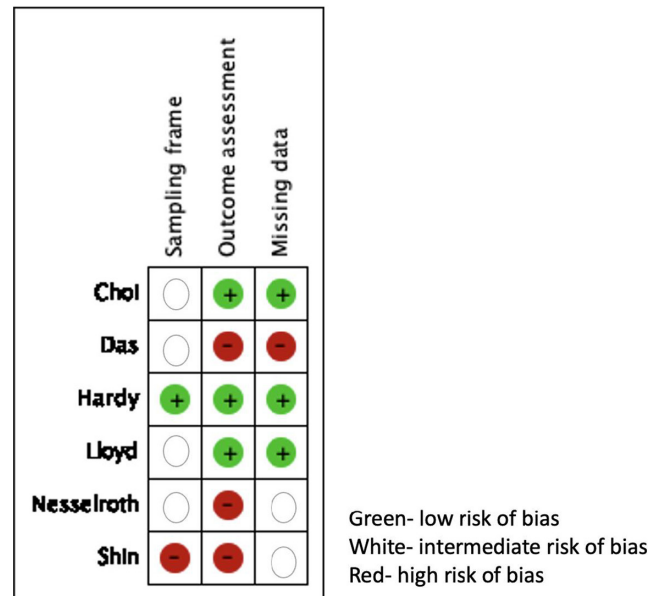 Sampling frame
Outcome assessment
Missing data
Choi + +
Das - -
Hardy + + +
Lloyd + +
Nesselroth -
Shin - -
Green- low risk of bias
White- intermediate risk of bias
Red- high risk of bias